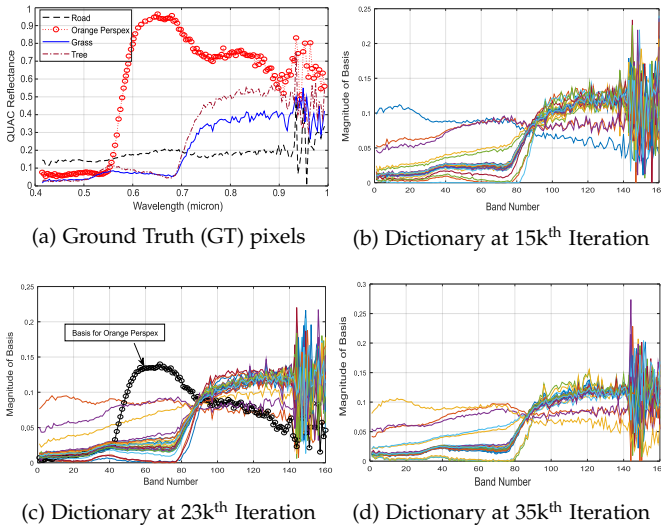 Road
Orange Perspex
Grass
Tree
QUAC Reflectance
1
0.9
0.8
0.7
0.6
0.5
0.4
0.3
0.2
0.1
0
0.4 0.5 0.6 0.7 0.8 0.9 1
Wavelength (micron)
(a) Ground Truth (GT) pixels
Magnitude of Basis
0.25
0.2
0.15
0.1
0.05
0
0 20 40 60 80 100 120 140 160
Band Number
(b) Dictionary at 15kth Iteration
Magnitude of Basis
0.25
0.2
0.15
0.1
0.05
0
Basis for Orange Perspex
0 20 40 60 80 100 120 140 160
Band Number
(c) Dictionary at 23kth Iteration
Magnitude of Basis
0.3
0.25
0.2
0.15
0.1
0.05
0
0 20 40 60 80 100 120 140 160
Band Number
(d) Dictionary at 35kth Iteration